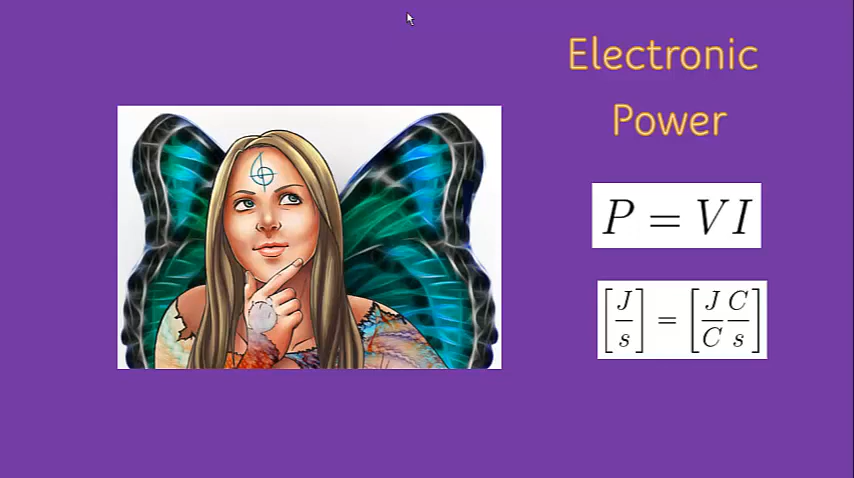 Electronic
Power
P = VI
[J/s] = [J/C C/s]